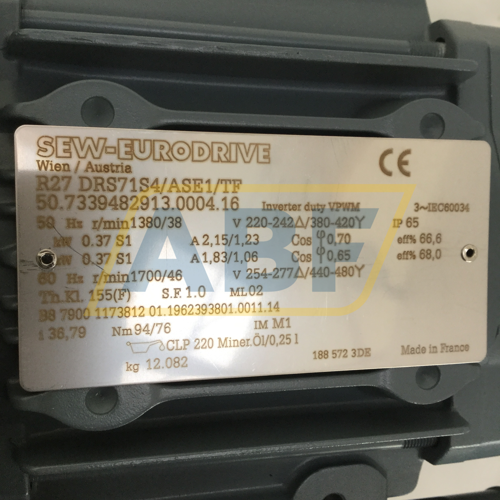 SEW-EURODRIVE
Wien / Austria
R27 DRS71S4/ASE1/TF
50.7339482913.0004.16 Inverter duty VPWM 3~IEC60034
50 Hz r/min 1380/38 V 220-242Δ/380-420Y IP 65
kW 0.37 S1 A 2,15/1,23 Cos φ 0,70 eff% 66,6
kW 0.37 S1 A 1,83/1,06 Cos φ 0,65 eff% 68,0
60 Hz r/min 1700/46 V 254-277Δ/440-480Y
Th.Kl. 155(F) S.F. 1.0 ML02
B8 7900 1173812 01.1962393801.0011.14
i 36,79 Nm 94/76 IM M1
CLP 220 Miner.Öl/0,25 l
kg 12.082 188 572 3DE Made in France
CE
ABF